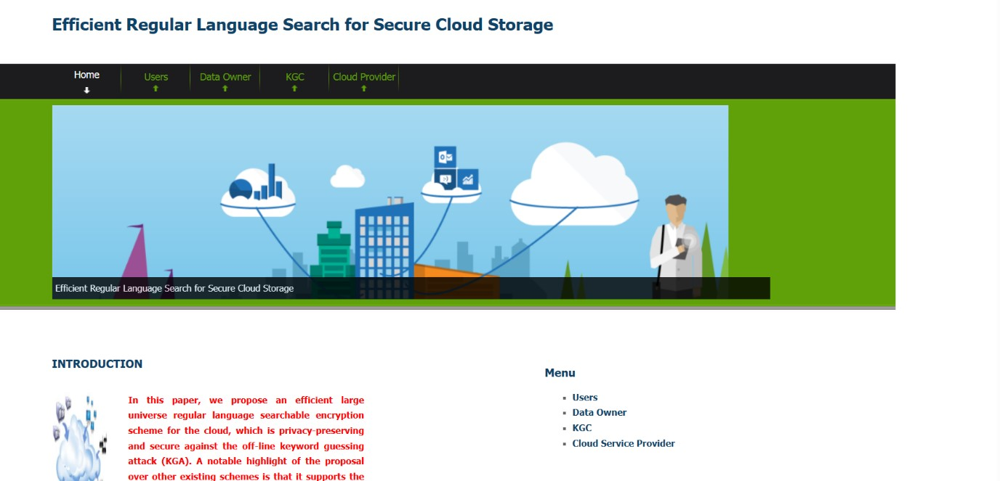 Efficient Regular Language Search for Secure Cloud Storage
Home
Users
Data Owner
KGC
Cloud Provider
Efficient Regular Language Search for Secure Cloud Storage
INTRODUCTION
In this paper, we propose an efficient large
universe regular language searchable encryption
scheme for the cloud, which is privacy-preserving
and secure against the off-line keyword guessing
attack (KGA). A notable highlight of the proposal
over other existing schemes is that it supports the
Menu
Users
Data Owner
KGC
Cloud Service Provider